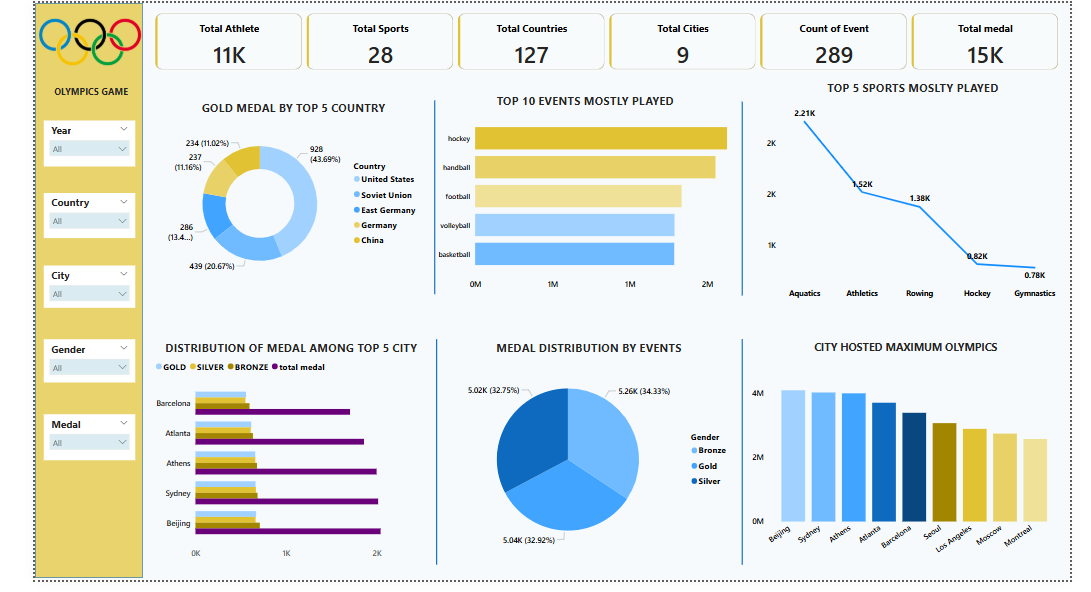 OLYMPICS GAME
Year
All
Country
All
City
All
Gender
All
Medal
All
Total Athlete
11K
Total Sports
28
Total Countries
127
Total Cities
9
Count of Event
289
Total medal
15K
GOLD MEDAL BY TOP 5 COUNTRY
234 (11.02%)
237
(11.16%)
286
(13.4...)
439 (20.67%)
928
(43.69%)
Country
United States
Soviet Union
East Germany
Germany
China
TOP 10 EVENTS MOSTLY PLAYED
hockey
handball
football
volleyball
basketball
0M 1M 1M 2M
TOP 5 SPORTS MOSLTY PLAYED
2K
2K
1K
2.21K
1.52K
1.38K
0.82K
0.78K
Aquatics Athletics Rowing Hockey Gymnastics
DISTRIBUTION OF MEDAL AMONG TOP 5 CITY
GOLD SILVER BRONZE total medal
Barcelona
Atlanta
Athens
Sydney
Beijing
0K 1K 2K
MEDAL DISTRIBUTION BY EVENTS
5.02K (32.75%)
5.26K (34.33%)
5.04K (32.92%)
Gender
Bronze
Gold
Silver
CITY HOSTED MAXIMUM OLYMPICS
4M
2M
0M
Beijing Sydney Athens Atlanta Barcelona Seoul Los Angeles Moscow Montreal